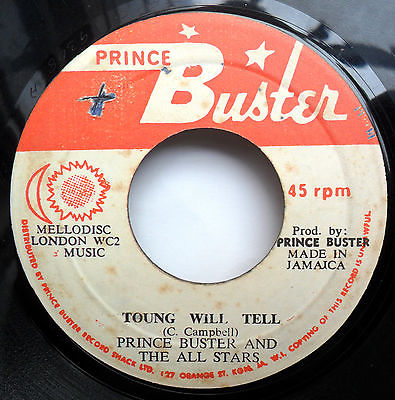 PRINCE
Buster
45 rpm
MELLODISC
LONDON WC2
MUSIC
Prod. by:
PRINCE BUSTER
MADE IN
JAMAICA
TOUNG WILL TELL
(C. Campbell)
PRINCE BUSTER AND
THE ALL STARS
DISTRIBUTED BY PRINCE BUSTER RECORD SHACK LTD. 127 ORANGE ST. KGN. JA. W.I. COPYING OF THIS RECORD IS UNLAWFUL.